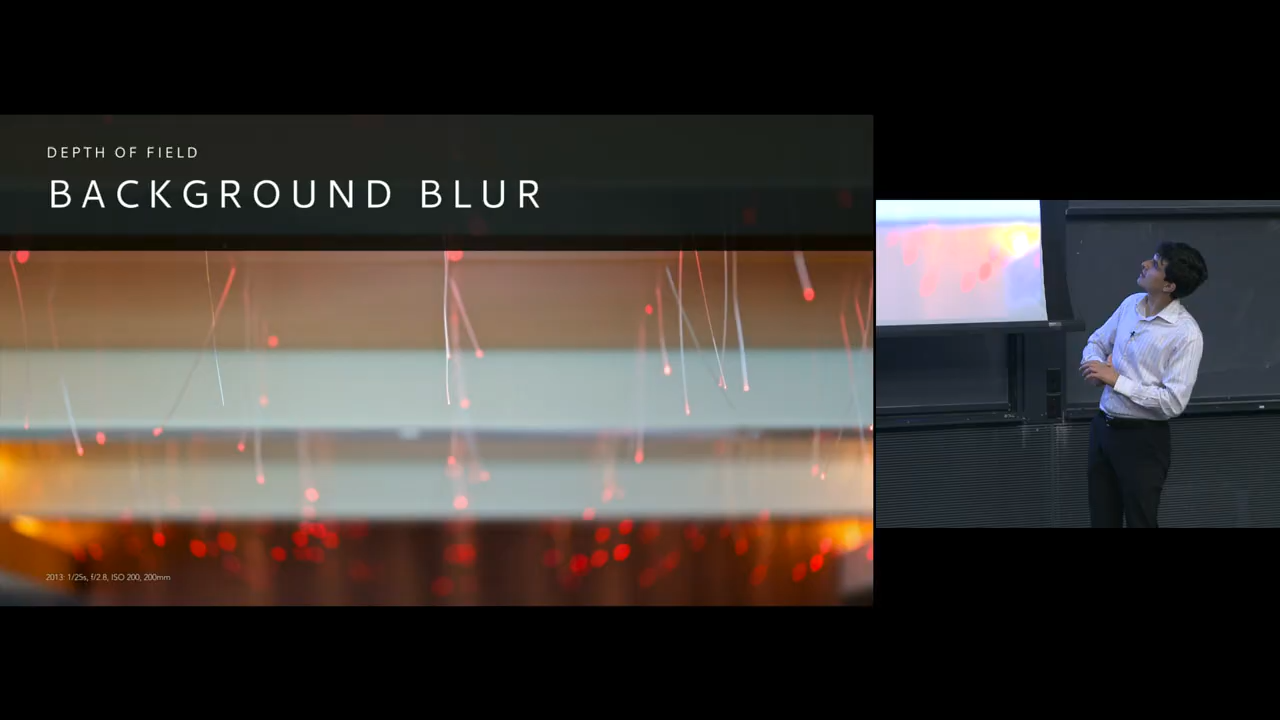 DEPTH OF FIELD
BACKGROUND BLUR
2013: 1/25s, f/2.8, ISO 200, 200mm